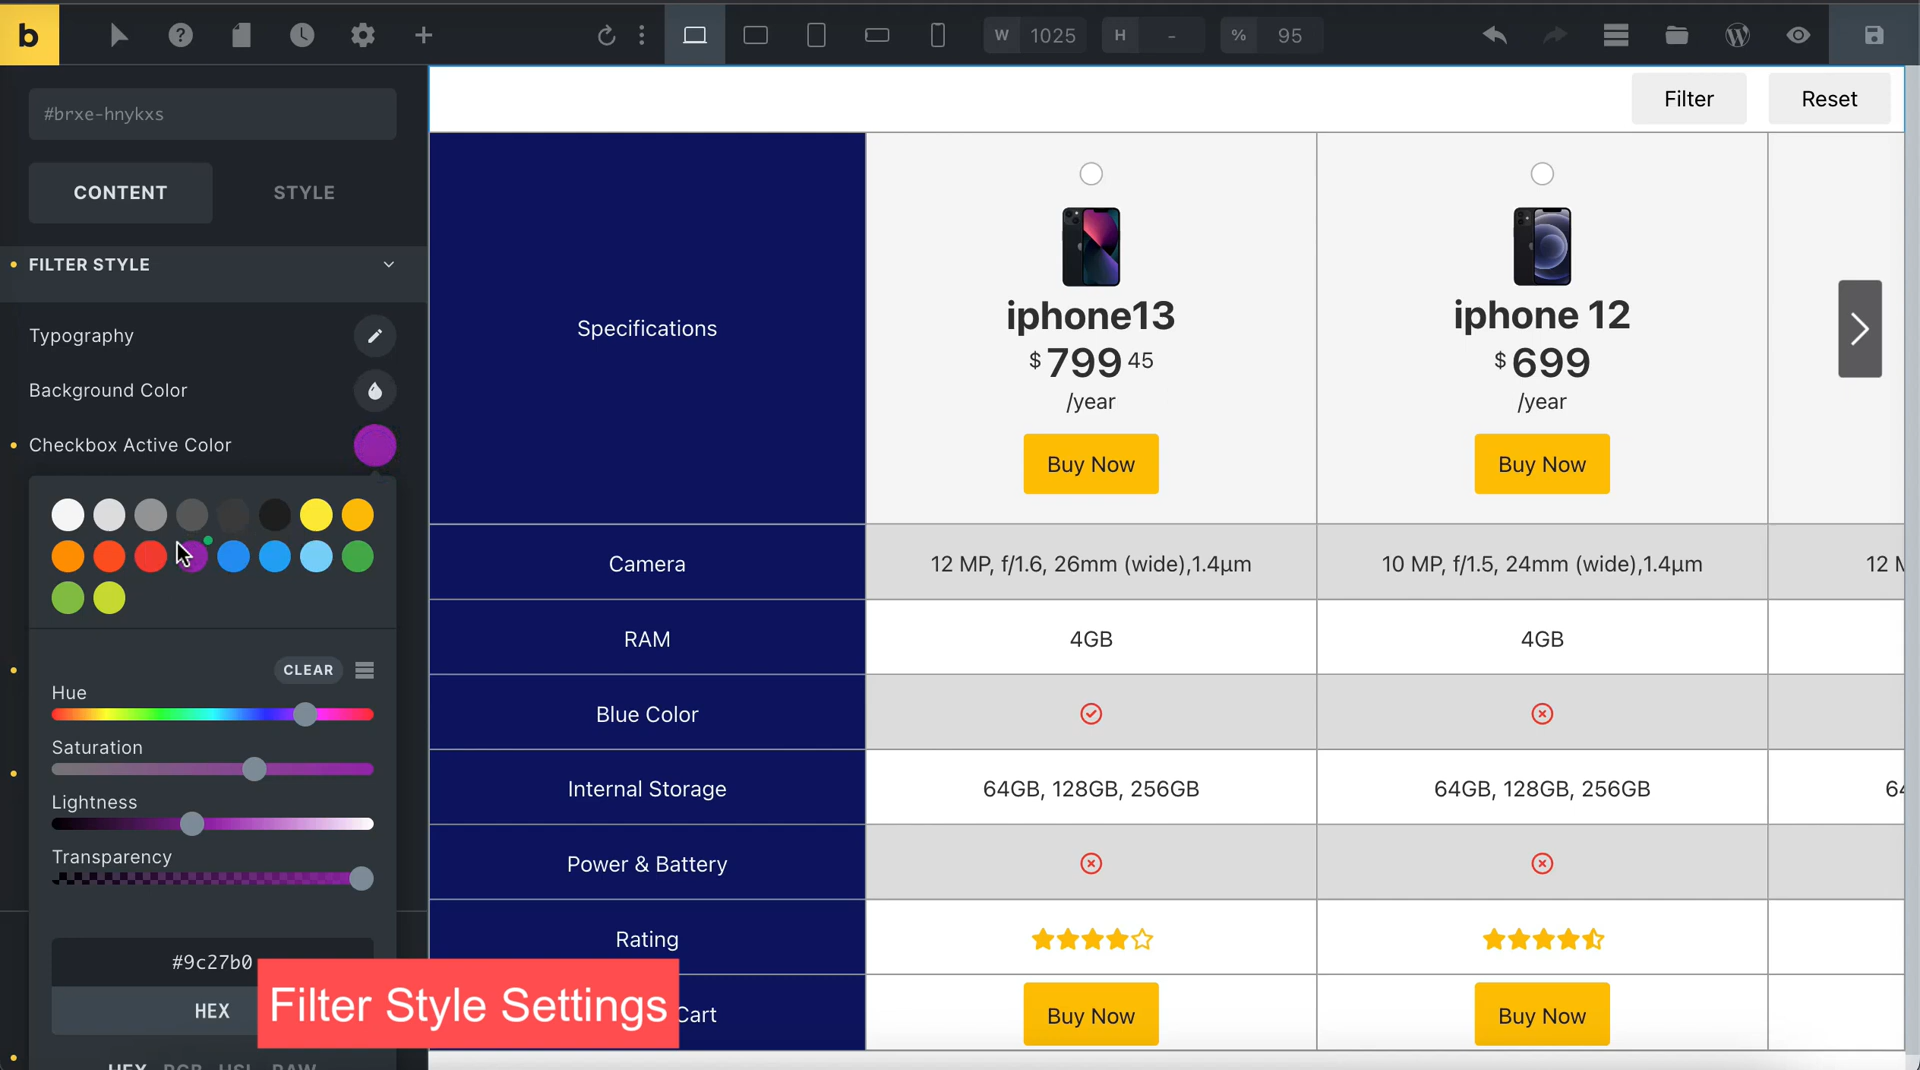 b
W 1025 H - % 95
#brxe-hnykxs
CONTENT STYLE
FILTER STYLE
Typography
Background Color
Checkbox Active Color
CLEAR
Hue
Saturation
Lightness
Transparency
#9c27b0
HEX
HEX RGB HSL RAW
Filter Style Settings
Filter Reset
Specifications
iphone13
$ 799 45
/year
Buy Now
iphone 12
$ 699
/year
Buy Now
Camera 12 MP, f/1.6, 26mm (wide),1.4μm 10 MP, f/1.5, 24mm (wide),1.4μm 12 M
RAM 4GB 4GB
Blue Color
Internal Storage 64GB, 128GB, 256GB 64GB, 128GB, 256GB 64
Power & Battery
Rating
Cart Buy Now Buy Now